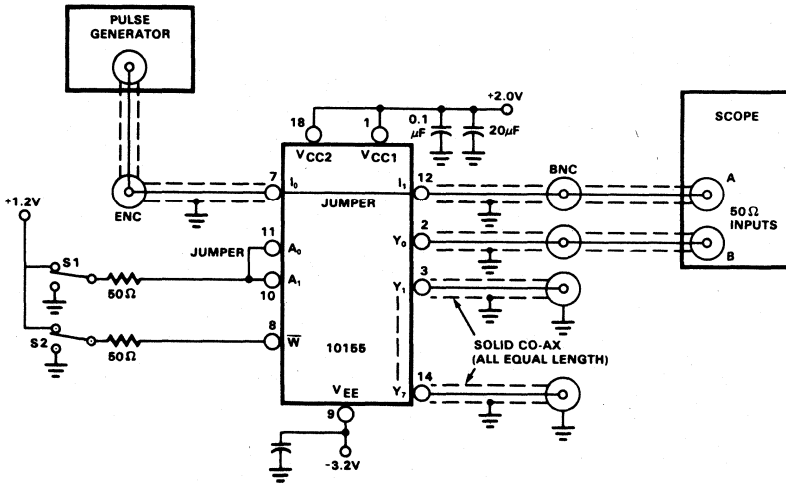 PULSE
GENERATOR
+2.0V
SCOPE
18
1
0.1
µF
20µF
VCC2
VCC1
BNC
A
7
I0
I1
12
+1.2V
ENC
JUMPER
50Ω
INPUTS
11
2
JUMPER
A0
Y0
B
S1
3
A1
Y1
50Ω
10
S2
8
SOLID CO-AX
(ALL EQUAL LENGTH)
W
50Ω
10155
14
VEE
Y7
9
-3.2V